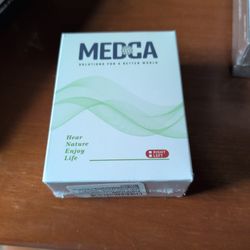 MEDCA
SOLUTIONS FOR A BETTER WORLD
Hear
Nature
Enjoy
Life
RIGHT
LEFT